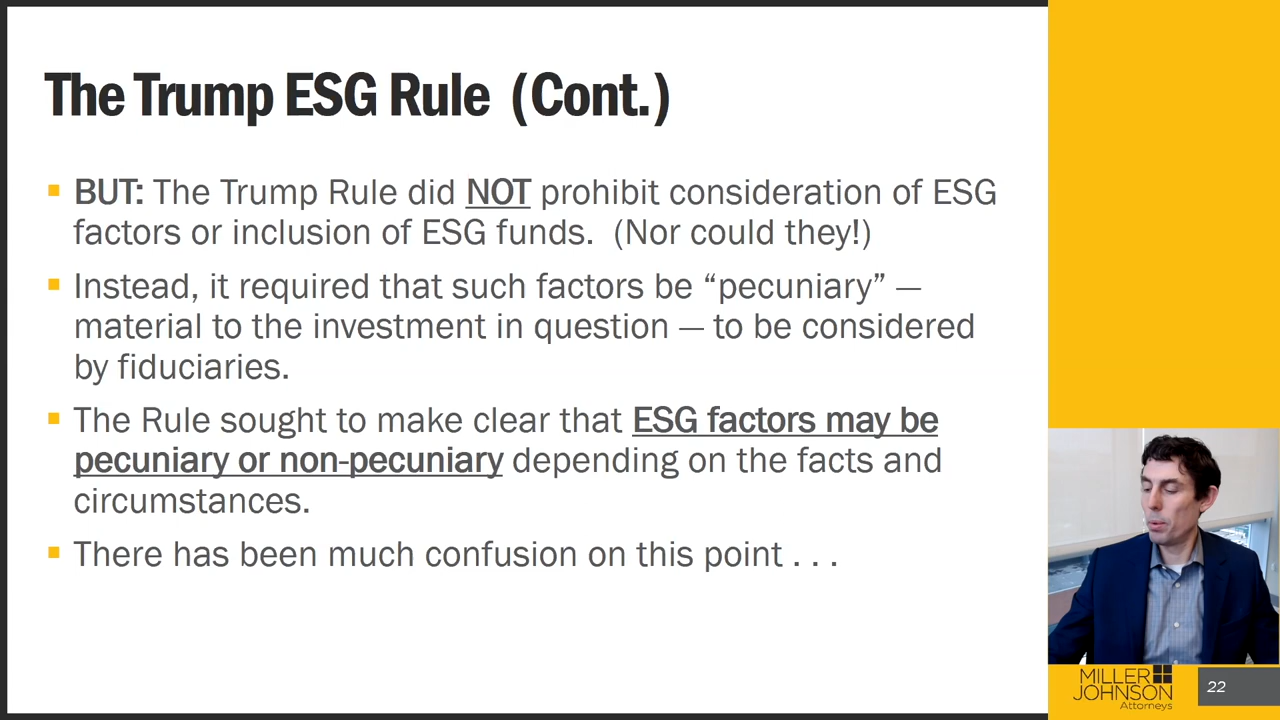 The Trump ESG Rule (Cont.)
▪ BUT: The Trump Rule did NOT prohibit consideration of ESG
factors or inclusion of ESG funds. (Nor could they!)
▪ Instead, it required that such factors be “pecuniary” —
material to the investment in question — to be considered
by fiduciaries.
▪ The Rule sought to make clear that ESG factors may be
pecuniary or non-pecuniary depending on the facts and
circumstances.
▪ There has been much confusion on this point . . .
MILLER
JOHNSON
Attorneys
22